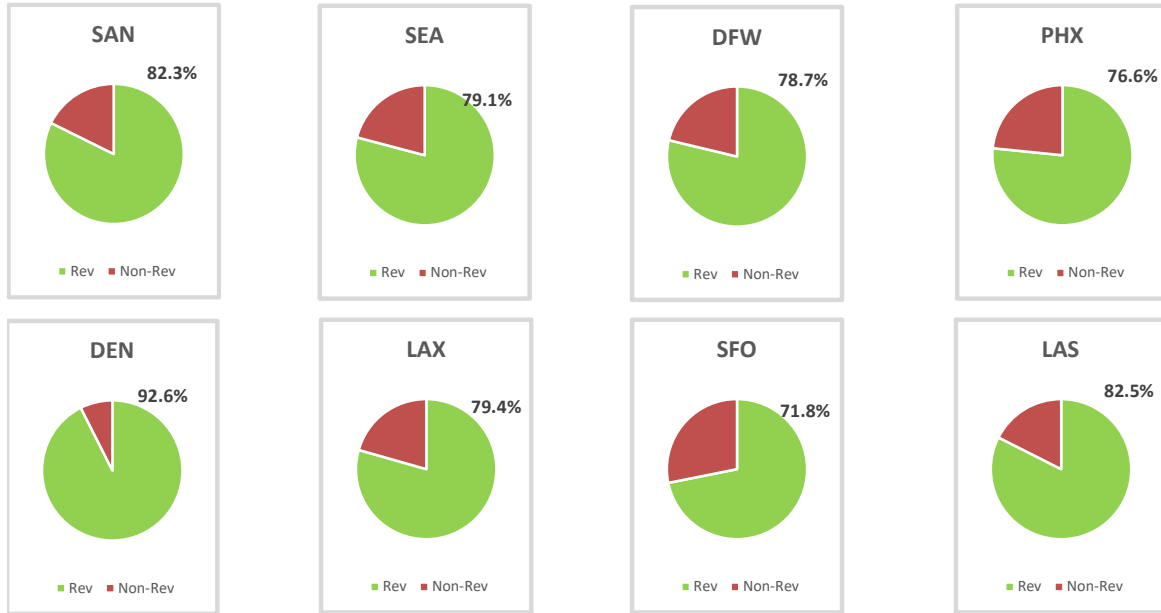 SAN
82.3%
Rev Non-Rev
SEA
79.1%
Rev Non-Rev
DFW
78.7%
Rev Non-Rev
PHX
76.6%
Rev Non-Rev
DEN
92.6%
Rev Non-Rev
LAX
79.4%
Rev Non-Rev
SFO
71.8%
Rev Non-Rev
LAS
82.5%
Rev Non-Rev